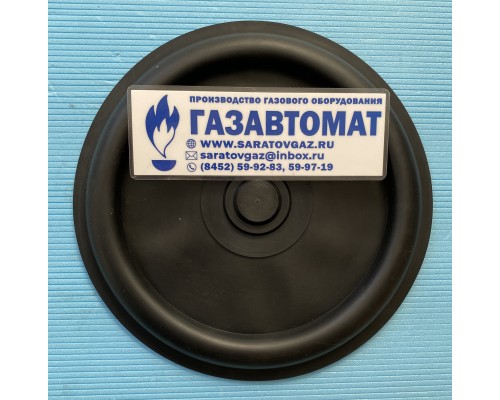 ПРОИЗВОДСТВО ГАЗОВОГО ОБОРУДОВАНИЯ
ГАЗАВТОМАТ
WWW.SARATOVGAZ.RU
saratovgaz@inbox.ru
(8452) 59-92-83, 59-97-19